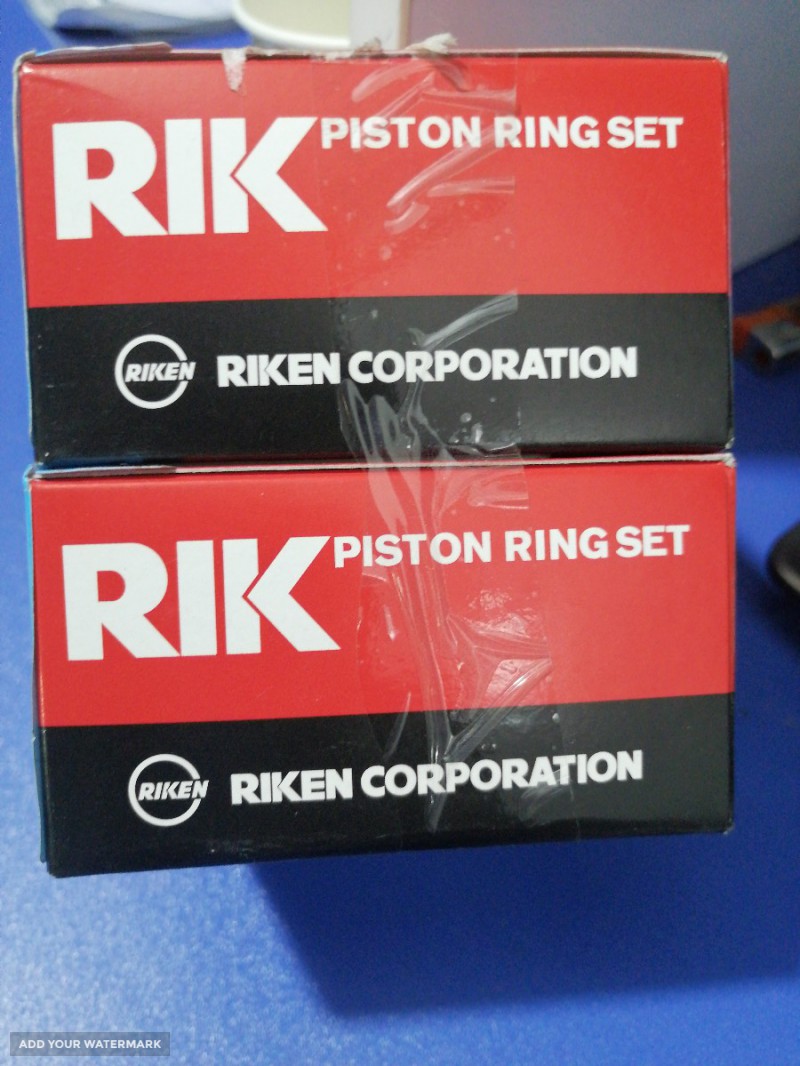 RIK PISTON RING SET
RIKEN RIKEN CORPORATION
RIK PISTON RING SET
RIKEN RIKEN CORPORATION
ADD YOUR WATERMARK